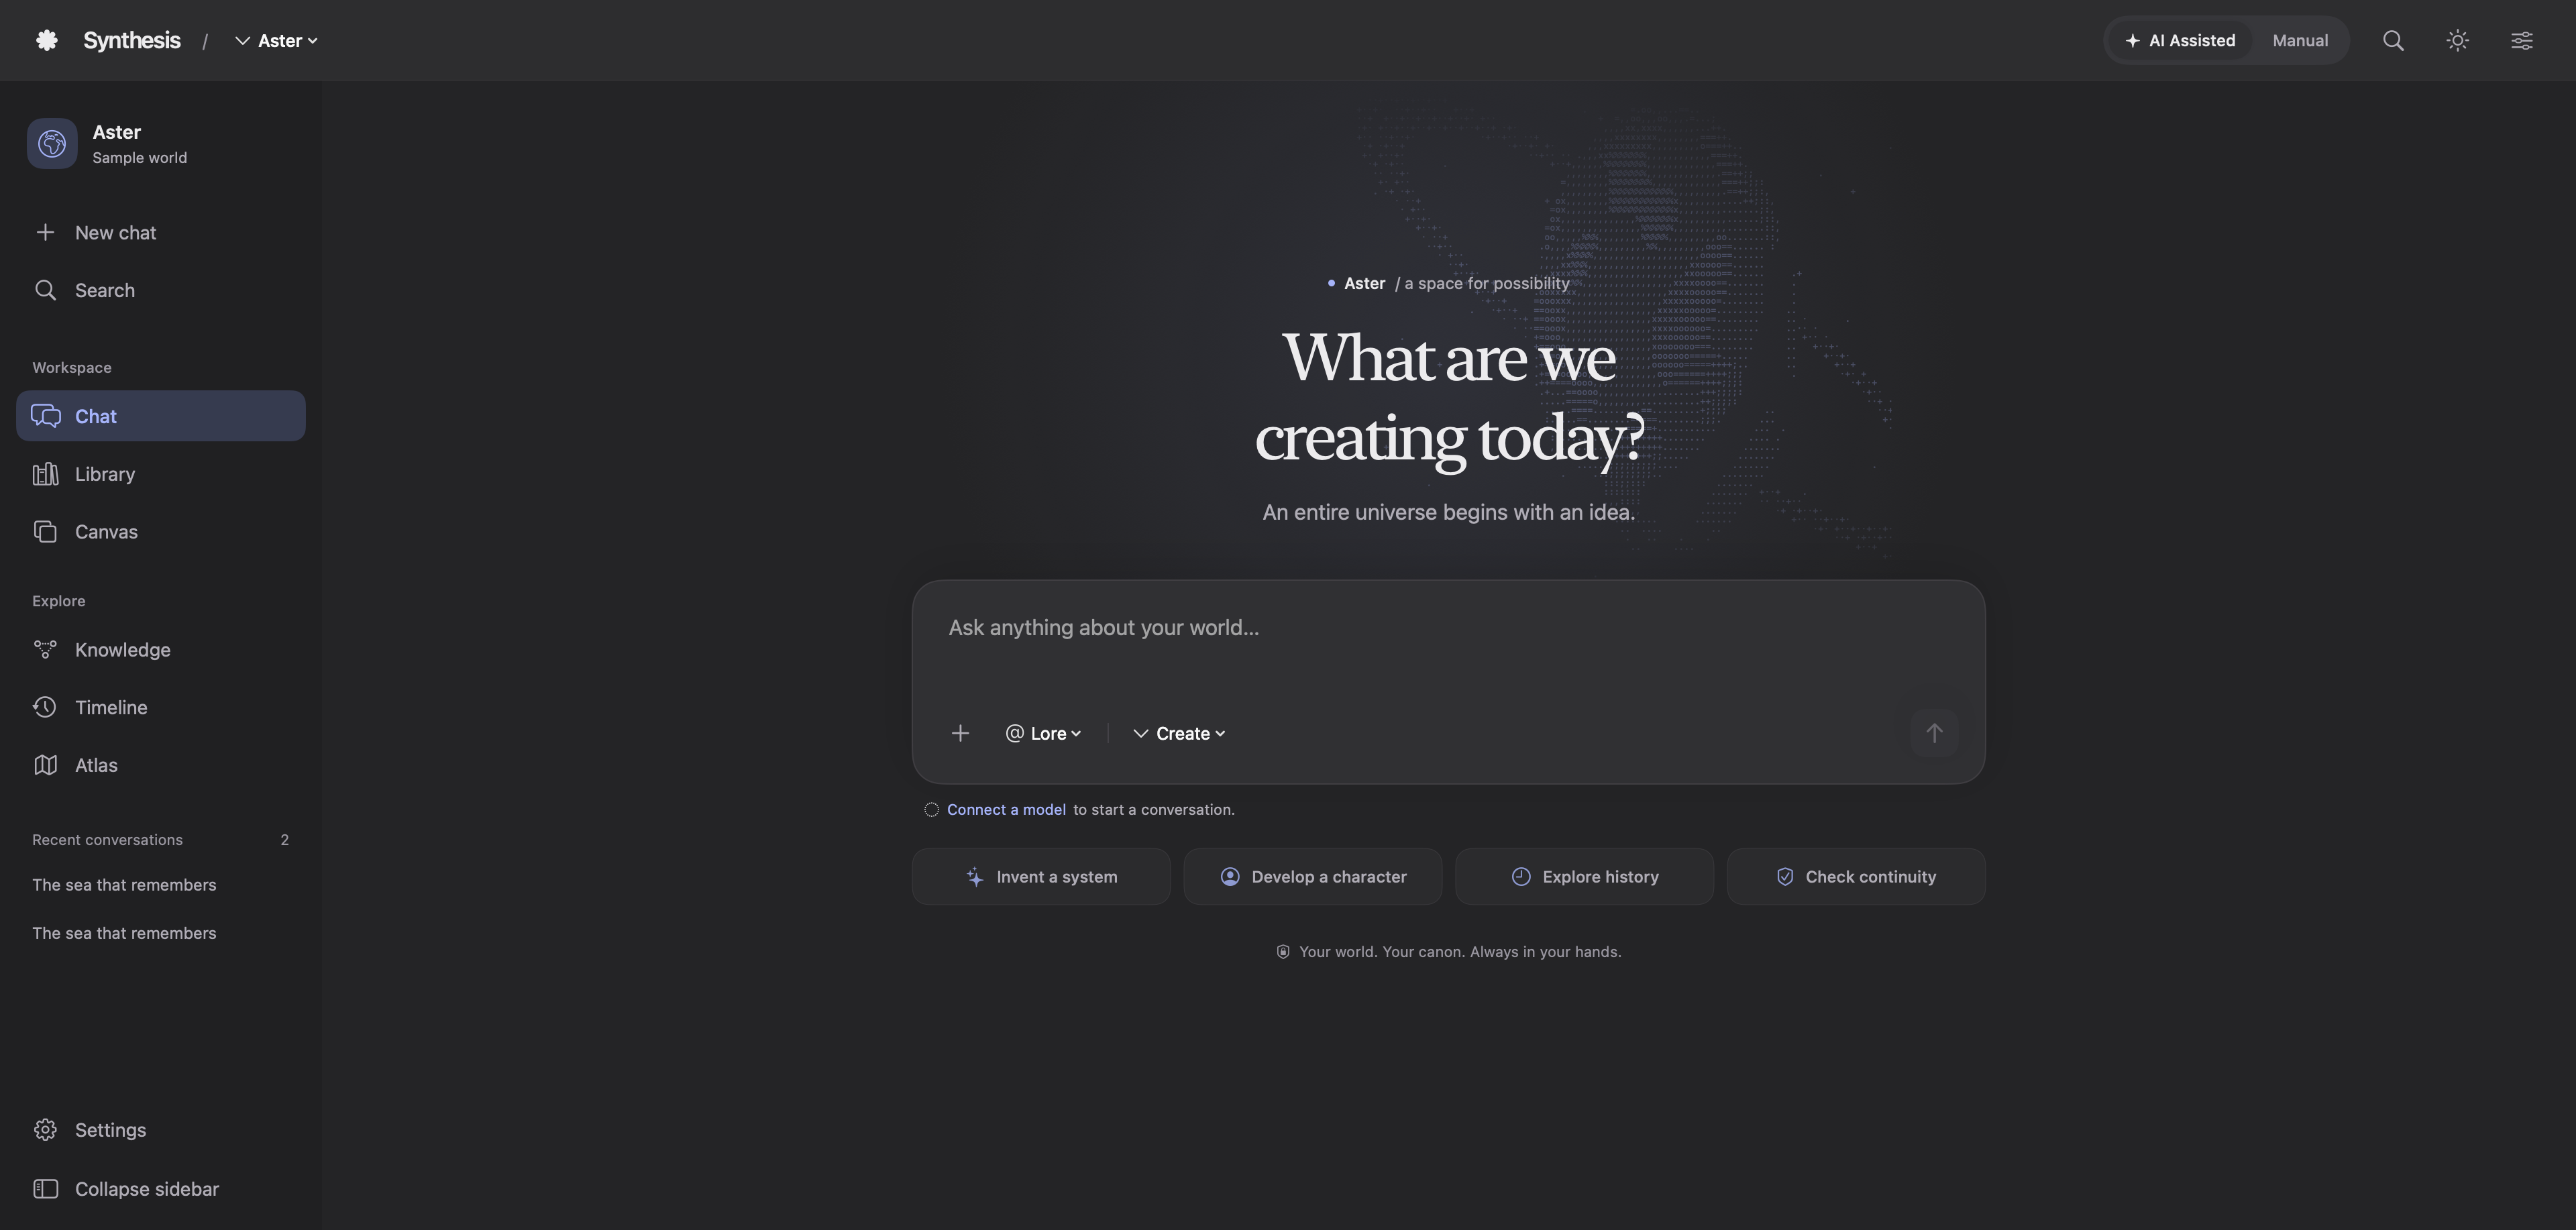 Synthesis / Aster
AI Assisted Manual
Aster
Sample world
New chat
Search
Workspace
Chat
Library
Canvas
Explore
Knowledge
Timeline
Atlas
Recent conversations 2
The sea that remembers
The sea that remembers
Settings
Collapse sidebar
Aster / a space for possibility
What are we
creating today?
An entire universe begins with an idea.
Ask anything about your world...
@ Lore Create
Connect a model to start a conversation.
Invent a system
Develop a character
Explore history
Check continuity
Your world. Your canon. Always in your hands.